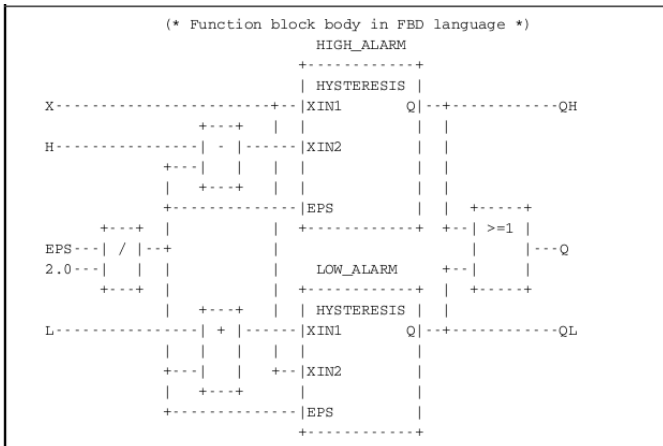 (* Function block body in FBD language *)
                                  HIGH_ALARM
                                +------------+
                                | HYSTERESIS |
X--------------------------+--|XIN1       Q|--+-----------QH
                  +---+    |  |            |  |
H-----------------| - |------|XIN2        |  |
              +---|   |    |  |            |  |
              |   +---+    |  |            |  |
              +---------------|EPS         |  |  +-----+
      +---+   |            |  +------------+  +--| >=1 |
EPS---| / |--+            |                     |     |---Q
2.0---|   |   |            |    LOW_ALARM     +--|     |
      +---+   |            |  +------------+  |  +-----+
              |   +---+    |  | HYSTERESIS |  |
L-----------------| + |------|XIN1       Q|--+-----------QL
              |   |   |    |  |            |
              +---|   |    +--|XIN2        |
              |   +---+       |            |
              +---------------|EPS         |
                              +------------+